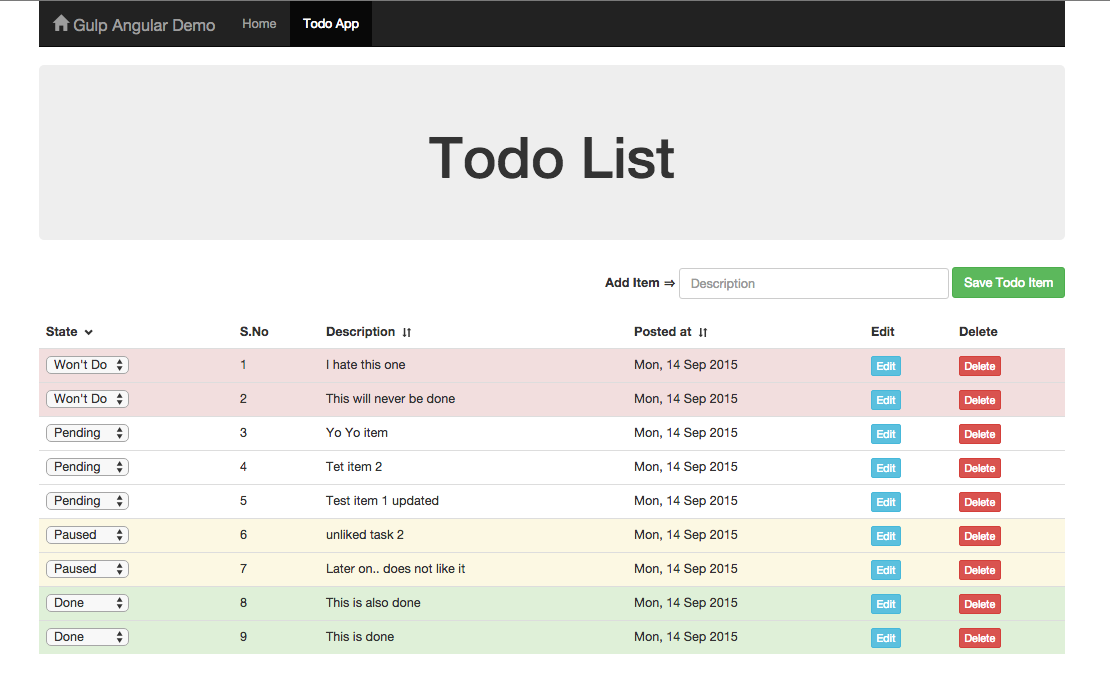 Gulp Angular Demo Home Todo App
Todo List
Add Item ⇒ Description Save Todo Item
State S.No Description Posted at Edit Delete
Won't Do 1 I hate this one Mon, 14 Sep 2015 Edit Delete
Won't Do 2 This will never be done Mon, 14 Sep 2015 Edit Delete
Pending 3 Yo Yo item Mon, 14 Sep 2015 Edit Delete
Pending 4 Tet item 2 Mon, 14 Sep 2015 Edit Delete
Pending 5 Test item 1 updated Mon, 14 Sep 2015 Edit Delete
Paused 6 unliked task 2 Mon, 14 Sep 2015 Edit Delete
Paused 7 Later on.. does not like it Mon, 14 Sep 2015 Edit Delete
Done 8 This is also done Mon, 14 Sep 2015 Edit Delete
Done 9 This is done Mon, 14 Sep 2015 Edit Delete